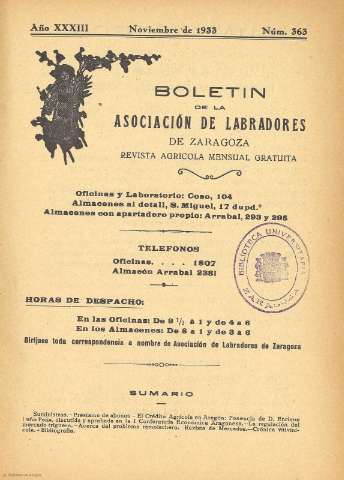 Año XXXIII Noviembre de 1933 Núm. 363
BOLETIN
DE LA
ASOCIACIÓN DE LABRADORES
DE ZARAGOZA
REVISTA AGRICOLA MENSUAL GRATUITA
Oficinas y Laboratorio: Coso, 104
Almacenes al detall, S. Miguel, 17 dupd.º
Almacenes con apartadero propio: Arrabal, 293 y 295
BIBLIOTECA UNIVERSITARIA
ZARAGOZA
TELEFONOS
Oficinas. . . . 1807
Almacén Arrabal 2381
HORAS DE DESPACHO:
En las Oficinas: De 9 1/2 á 1 y de 4 a 6
En los Almacenes: De 8 a 1 y de 3 a 6
Diríjase toda correspondencia a nombre de Asociación de Labradores de Zaragoza
SUMARIO
Suministros. - Prestamo de abonos - El Crédito Agrícola en Aragón: Ponencia de D. Enrique
Peña, discutida y aprobada en la I Conferencia Económica Aragonesa. - La regulación del
mercado triguero. - Acerca del problema remolachero. Revista de Mercados. - Crónica vitiviní-
cola. - Bibliografía.